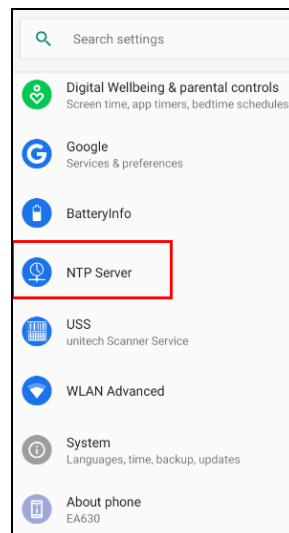 Search settings
Digital Wellbeing & parental controls
Screen time, app timers, bedtime schedules
Google
Services & preferences
BatteryInfo
NTP Server
USS
unitech Scanner Service
WLAN Advanced
System
Languages, time, backup, updates
About phone
EA630